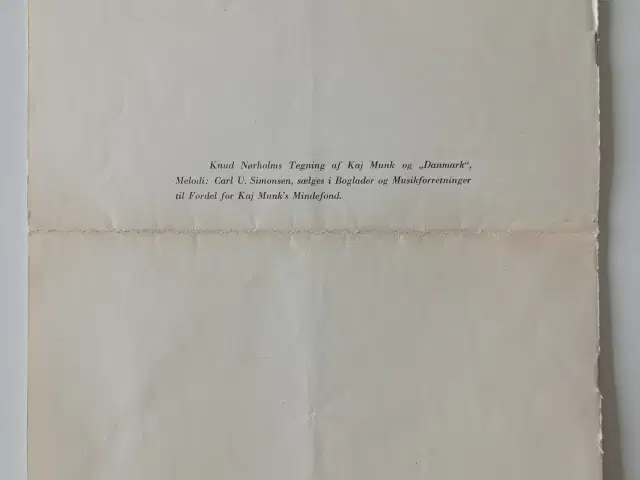 Knud Nørholms Tegning af Kaj Munk og „Danmark“,
Melodi: Carl U. Simonsen, sælges i Boglader og Musikforretninger
til Fordel for Kaj Munk's Mindefond.